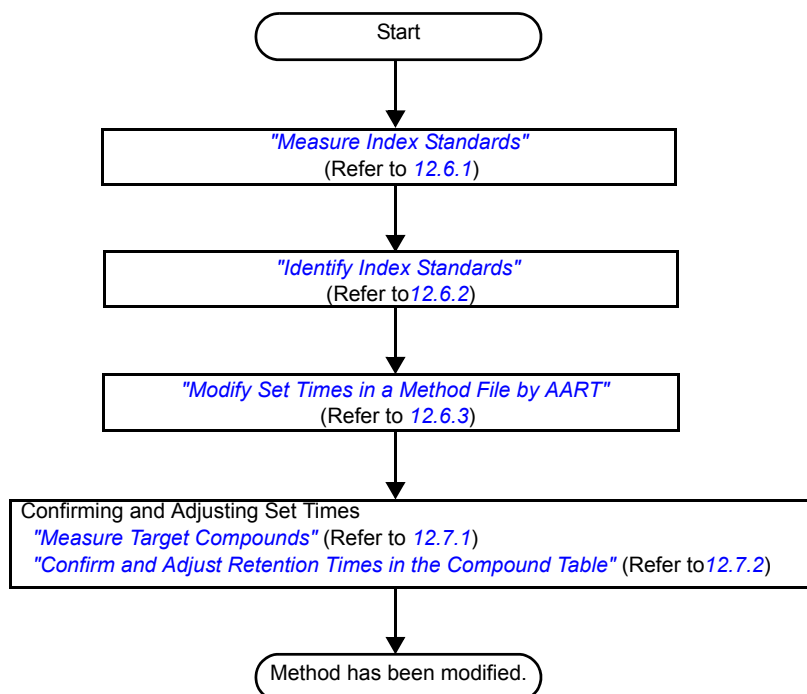 Start
"Measure Index Standards"
(Refer to 12.6.1)
"Identify Index Standards"
(Refer to12.6.2)
"Modify Set Times in a Method File by AART"
(Refer to 12.6.3)
Confirming and Adjusting Set Times
"Measure Target Compounds" (Refer to 12.7.1)
"Confirm and Adjust Retention Times in the Compound Table" (Refer to12.7.2)
Method has been modified.